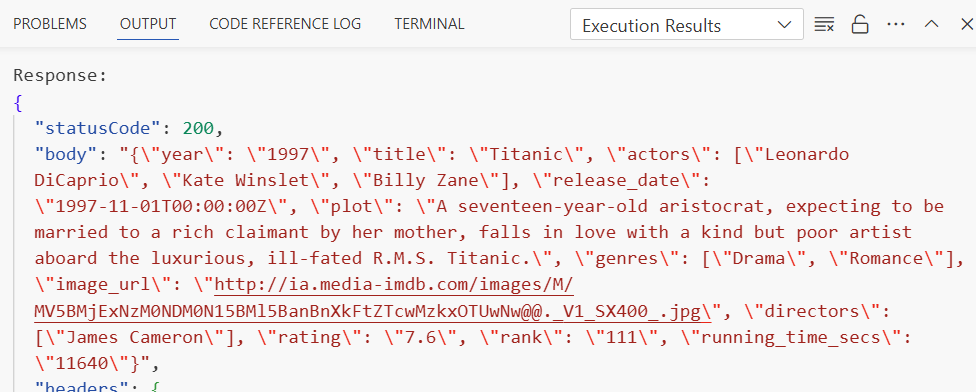 PROBLEMS OUTPUT CODE REFERENCE LOG TERMINAL Execution Results
Response:
{
"statusCode": 200,
"body": "{\"year\": \"1997\", \"title\": \"Titanic\", \"actors\": [\"Leonardo
DiCaprio\", \"Kate Winslet\", \"Billy Zane\"], \"release_date\":
\"1997-11-01T00:00:00Z\", \"plot\": \"A seventeen-year-old aristocrat, expecting to be
married to a rich claimant by her mother, falls in love with a kind but poor artist
aboard the luxurious, ill-fated R.M.S. Titanic.\", \"genres\": [\"Drama\", \"Romance\"],
\"image_url\": \"http://ia.media-imdb.com/images/M/
MV5BMjExNzM0NDM0N15BMl5BanBnXkFtZTcwMzkxOTUwNw@@._V1_SX400_.jpg\", \"directors\":
[\"James Cameron\"], \"rating\": \"7.6\", \"rank\": \"111\", \"running_time_secs\":
\"11640\"}",
"headers": {